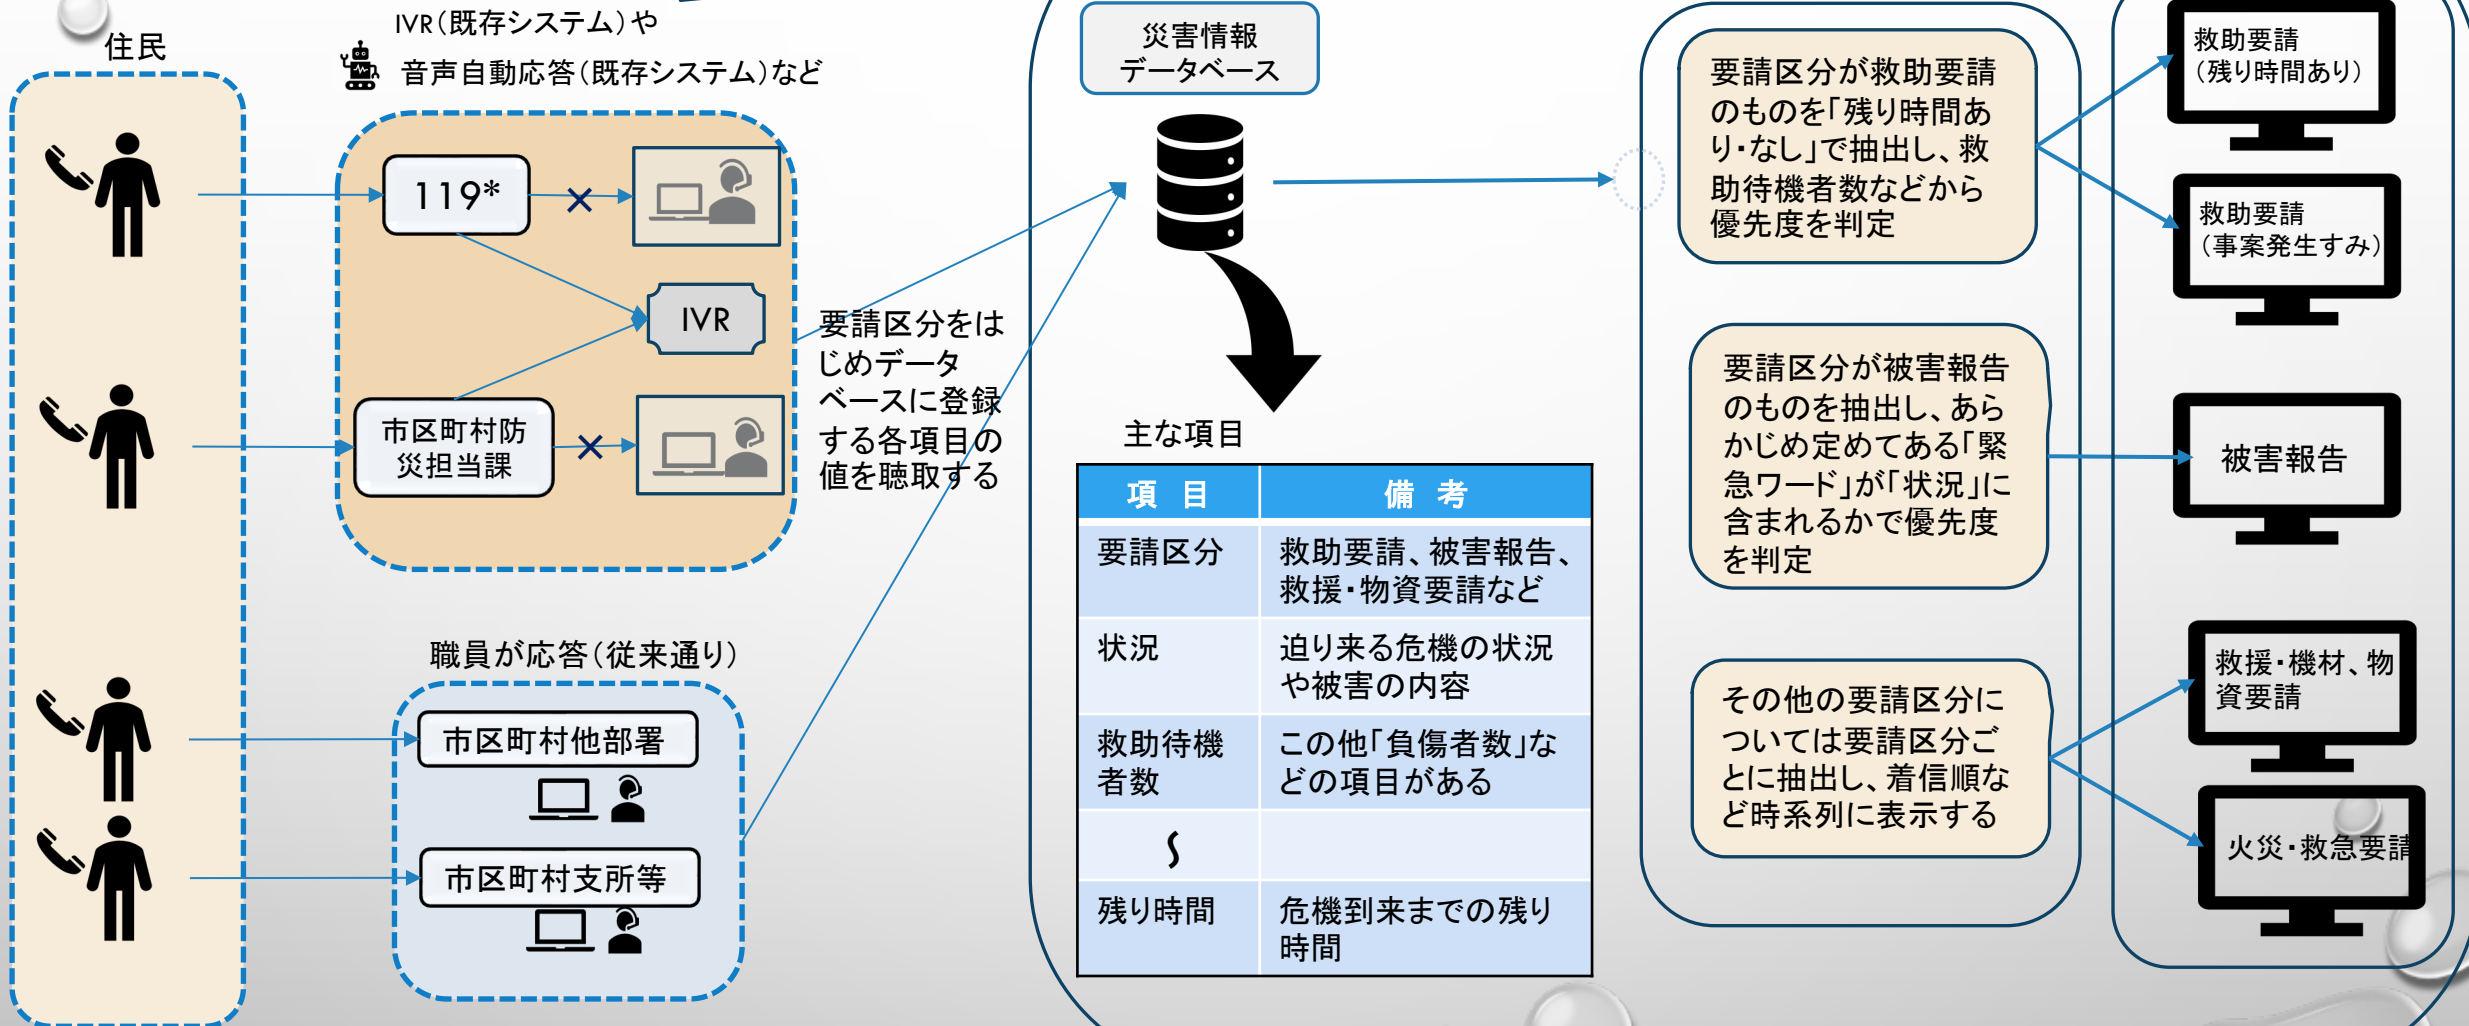 住民
IVR（既存システム）や
音声自動応答（既存システム）など
119*
IVR
市区町村防
災担当課
要請区分をは
じめデータ
ベースに登録
する各項目の
値を聴取する
職員が応答（従来通り）
市区町村他部署
市区町村支所等
災害情報
データベース
主な項目
項 目 備 考
要請区分 救助要請、被害報告、
救援・物資要請など
状況 迫り来る危機の状況
や被害の内容
救助待機 この他「負傷者数」な
者数 どの項目がある
～
残り時間 危機到来までの残り
時間
要請区分が救助要請
のものを「残り時間あ
り・なし」で抽出し、救
助待機者数などから
優先度を判定
要請区分が被害報告
のものを抽出し、あら
かじめ定めてある「緊
急ワード」が「状況」に
含まれるかで優先度
を判定
その他の要請区分に
ついては要請区分ご
とに抽出し、着信順な
ど時系列に表示する
救助要請
（残り時間あり）
救助要請
（事案発生すみ）
被害報告
救援・機材、物
資要請
火災・救急要請